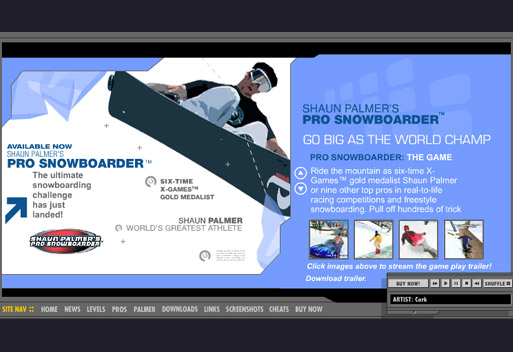 AVAILABLE NOW
SHAUN PALMER'S
PRO SNOWBOARDER™
The ultimate
snowboarding
challenge
has just
landed!
SHAUN PALMER'S
PRO SNOWBOARDER
SIX-TIME
X-GAMES™
GOLD MEDALIST
SHAUN PALMER
WORLD'S GREATEST ATHLETE
SHAUN PALMER'S
PRO SNOWBOARDER™
GO BIG AS THE WORLD CHAMP
PRO SNOWBOARDER: THE GAME
Ride the mountain as six-time X-
Games™ gold medalist Shaun Palmer
or nine other top pros in real-to-life
racing competitions and freestyle
snowboarding. Pull off hundreds of trick
Click images above to stream the game play trailer!
Download trailer.
BUY NOW! SHUFFLE
ARTIST: Cerk
SITE NAV :: HOME NEWS LEVELS PROS PALMER DOWNLOADS LINKS SCREENSHOTS CHEATS BUY NOW